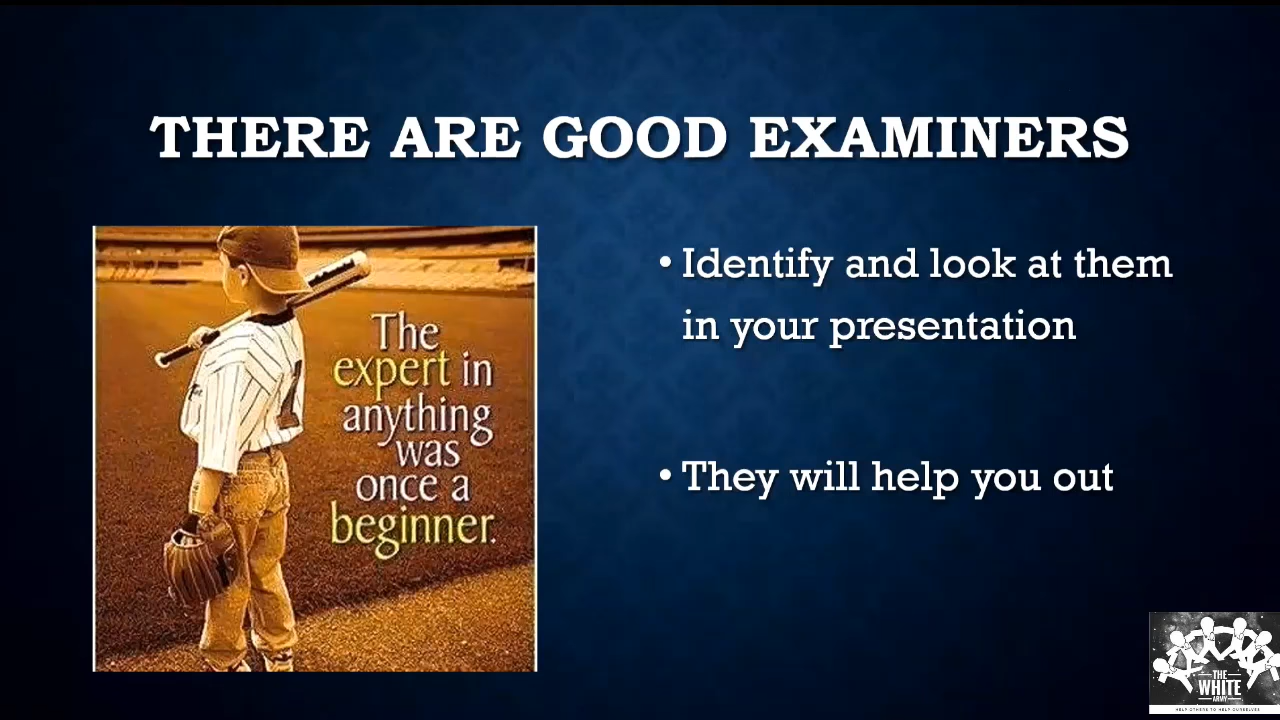 THERE ARE GOOD EXAMINERS
The
expert in
anything
was
once a
beginner.
• Identify and look at them
in your presentation
• They will help you out
THE
WHITE
ARMY
HELP OTHERS TO HELP OURSELVES